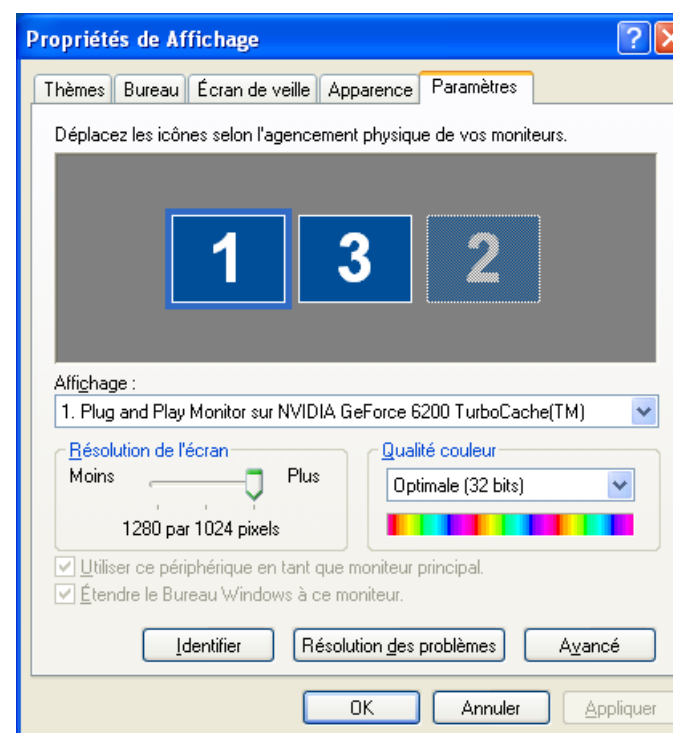 Propriétés de Affichage
Thèmes Bureau Écran de veille Apparence Paramètres
Déplacez les icônes selon l'agencement physique de vos moniteurs.
1 3 2
Affichage :
1. Plug and Play Monitor sur NVIDIA GeForce 6200 TurboCache(TM)
Résolution de l'écran Qualité couleur
Moins Plus Optimale (32 bits)
1280 par 1024 pixels
Utiliser ce périphérique en tant que moniteur principal.
Étendre le Bureau Windows à ce moniteur.
Identifier Résolution des problèmes Avancé
OK Annuler Appliquer